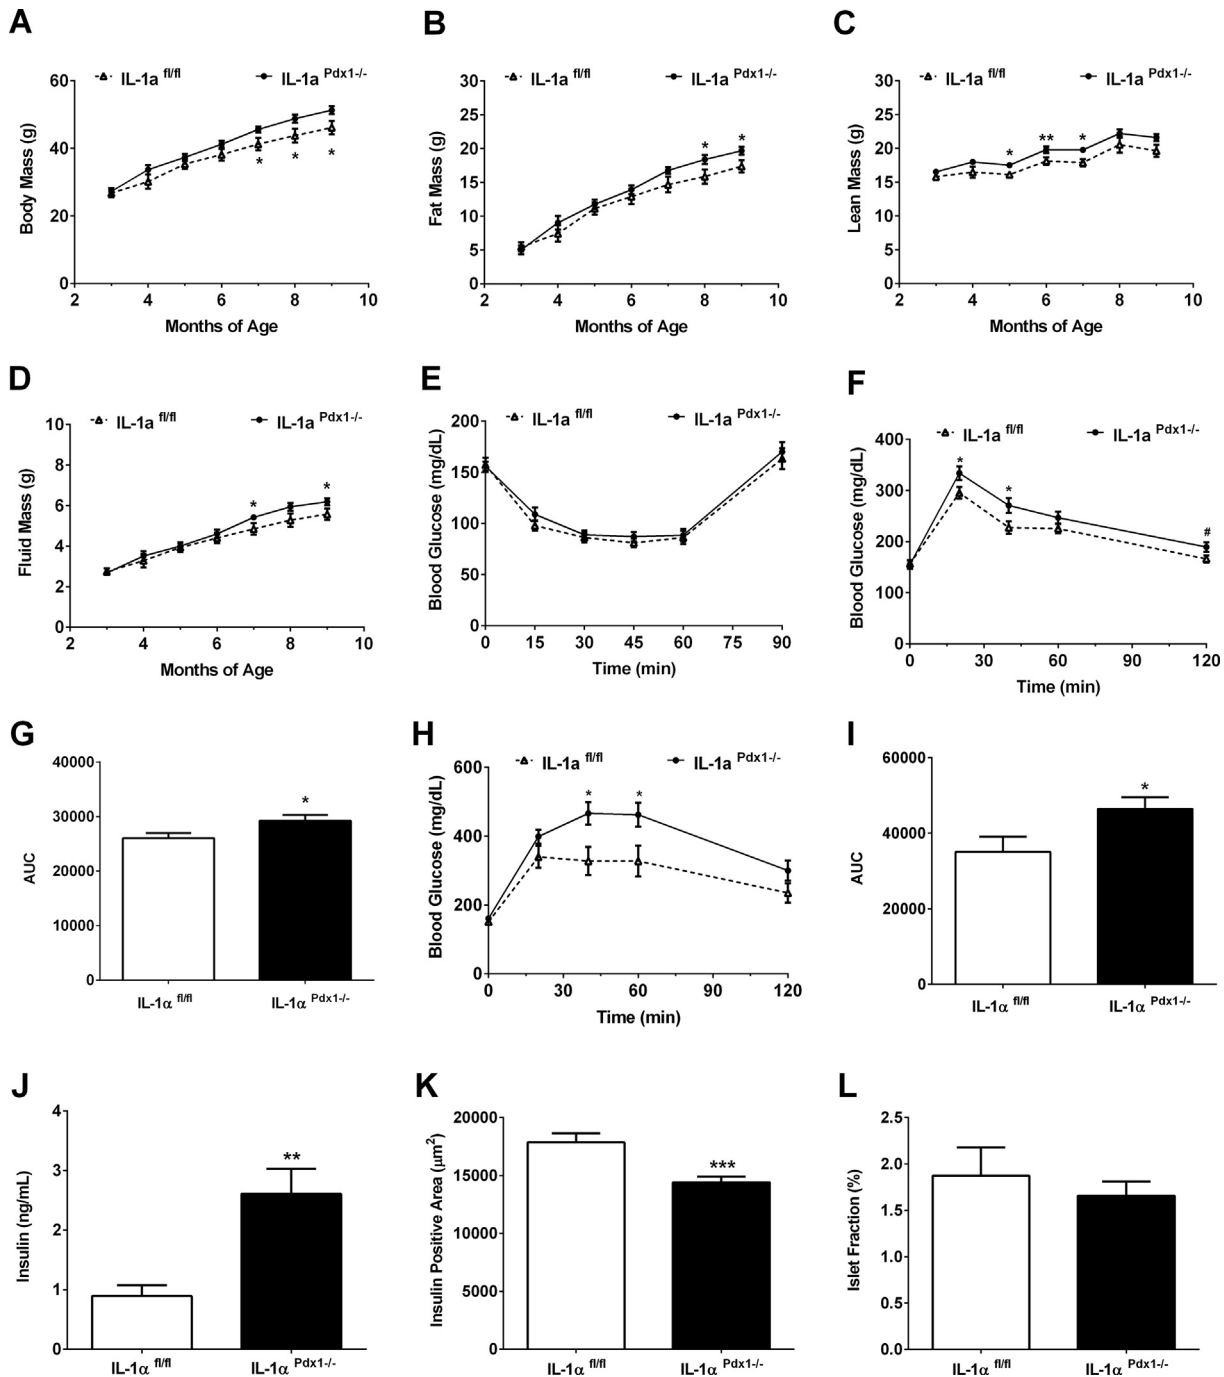 A
IL-1a fl/fl
IL-1a Pdx1-/-
Body Mass (g)
60
40
20
0
* * *
2 4 6 8 10
Months of Age
B
IL-1a fl/fl
IL-1a Pdx1-/-
Fat Mass (g)
30
25
20
15
10
5
0
* *
2 4 6 8 10
Months of Age
C
IL-1a fl/fl
IL-1a Pdx1-/-
Lean Mass (g)
30
25
20
15
10
5
0
* ** *
2 4 6 8 10
Months of Age
D
IL-1a fl/fl
IL-1a Pdx1-/-
Fluid Mass (g)
10
8
6
4
2
0
* *
2 4 6 8 10
Months of Age
E
IL-1a fl/fl
IL-1a Pdx1-/-
Blood Glucose (mg/dL)
200
150
100
50
0
0 15 30 45 60 75 90
Time (min)
F
IL-1a fl/fl
IL-1a Pdx1-/-
Blood Glucose (mg/dL)
400
300
200
100
0
* * #
0 30 60 90 120
Time (min)
G
AUC
40000
30000
20000
10000
0
*
IL-1α fl/fl
IL-1α Pdx1-/-
H
IL-1a fl/fl
IL-1a Pdx1-/-
Blood Glucose (mg/dL)
600
400
200
0
* *
0 30 60 90 120
Time (min)
I
AUC
60000
40000
20000
0
*
IL-1α fl/fl
IL-1α Pdx1-/-
J
Insulin (ng/mL)
4
3
2
1
0
**
IL-1α fl/fl
IL-1α Pdx1-/-
K
Insulin Positive Area (μm2)
20000
15000
10000
5000
0
***
IL-1α fl/fl
IL-1α Pdx1-/-
L
Islet Fraction (%)
2.5
2.0
1.0
0.5
0.0
IL-1α fl/fl
IL-1α Pdx1-/-